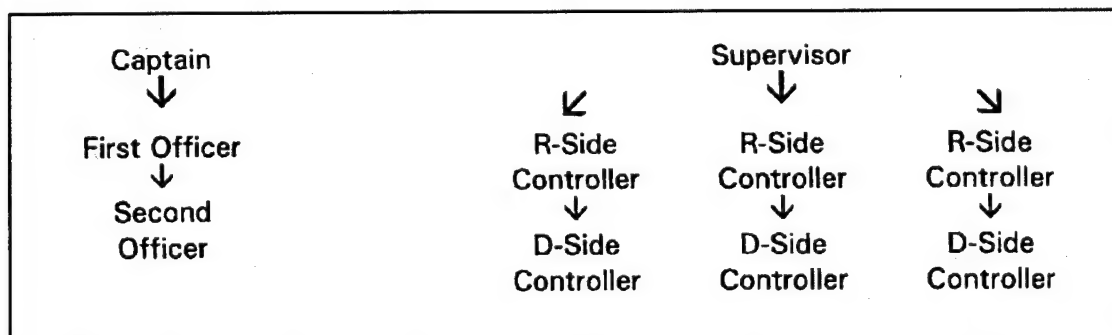 Captain
First Officer
Second
Officer
Supervisor
R-Side
Controller
D-Side
Controller
R-Side
Controller
D-Side
Controller
R-Side
Controller
D-Side
Controller